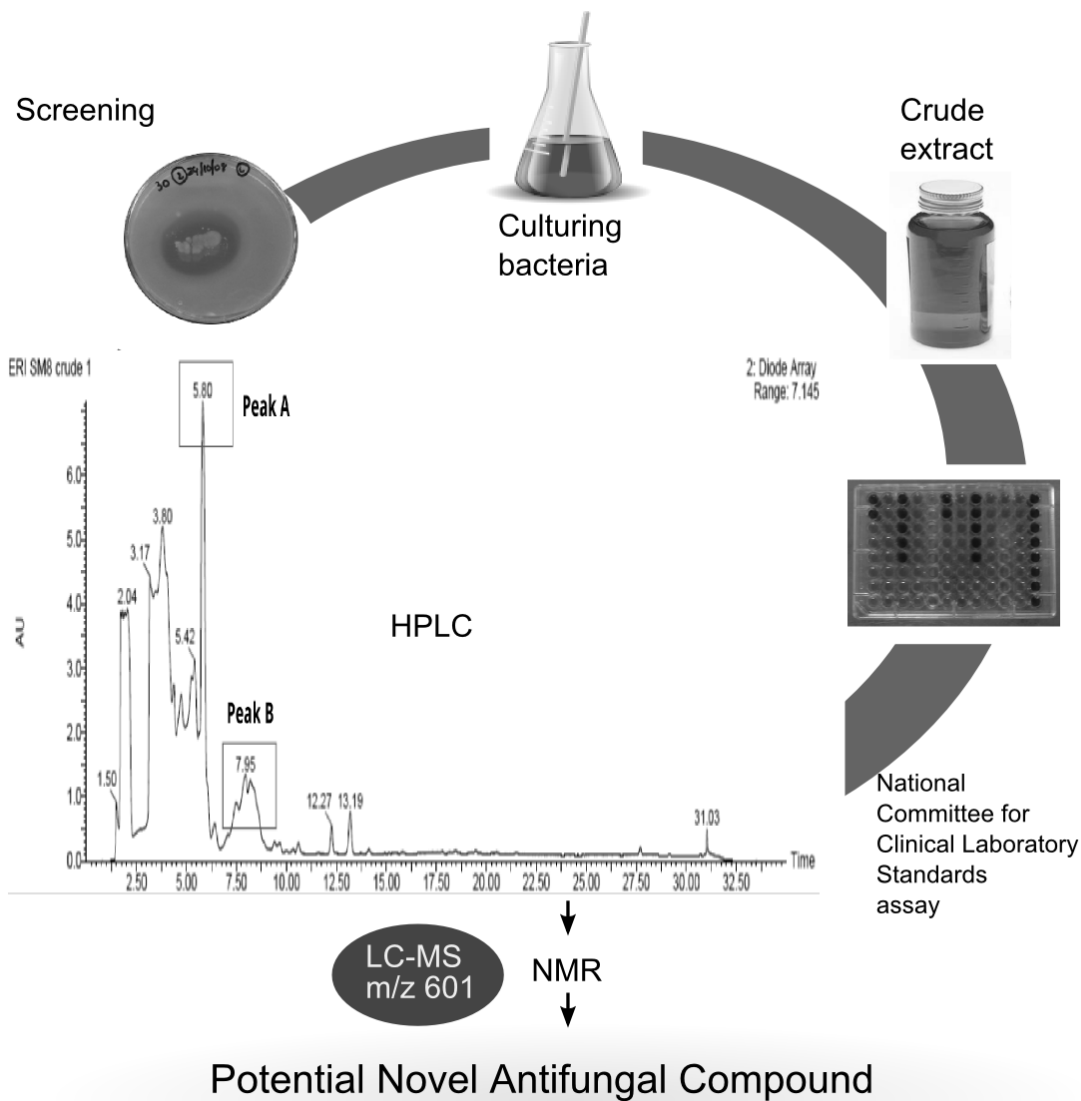 Screening
30 2 24/10/08
Culturing
bacteria
Crude
extract
ERI SM8 crude 1
2: Diode Array
Range: 7.145
5.80
Peak A
6.0
3.80
5.0
3.17
2.04
4.0
AU
HPLC
5.42
3.0
2.0
Peak B
7.95
1.50
1.0
12.27
13.19
31.03
0.0
Time
2.50
5.00
7.50
10.00
12.50
15.00
17.50
20.00
22.50
25.00
27.50
30.00
32.50
National
Committee for
Clinical Laboratory
Standards
assay
LC-MS
m/z 601
NMR
Potential Novel Antifungal Compound